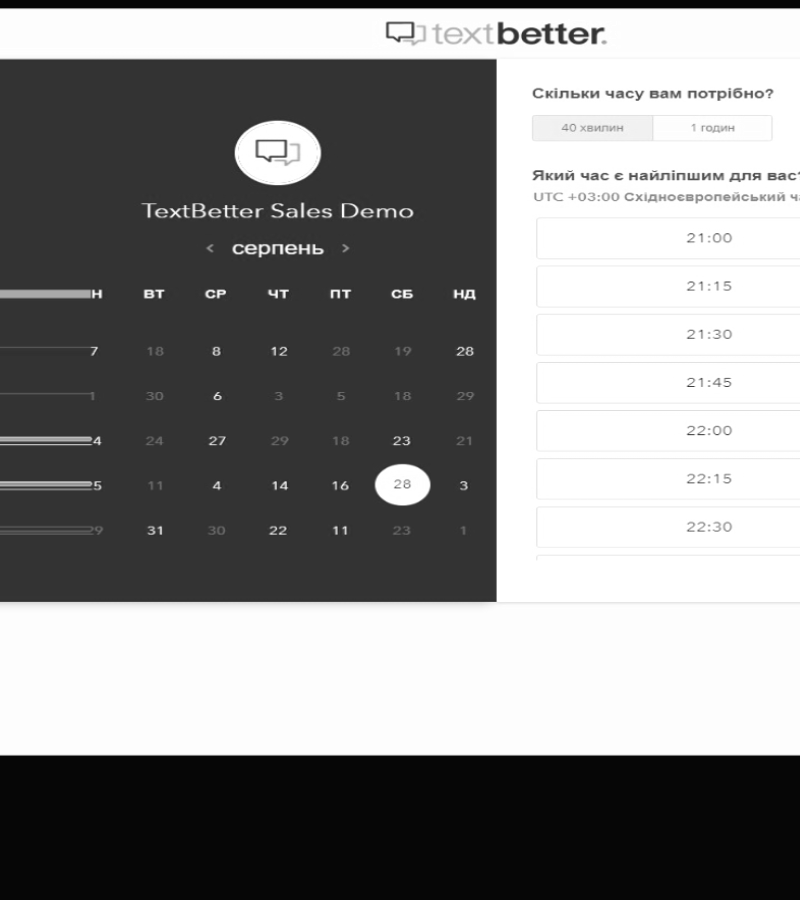 textbetter.
TextBetter Sales Demo
< серпень >
Н ВТ СР ЧТ ПТ СБ НД
7 18 8 12 28 19 28
1 30 6 3 5 18 29
4 24 27 29 18 23 21
5 11 4 14 16 28 3
9 31 30 22 11 23 1
Скільки часу вам потрібно?
40 хвилин 1 годин
Який час є найліпшим для вас?
UTC +03:00 Східноєвропейський
21:00
21:15
21:30
21:45
22:00
22:15
22:30